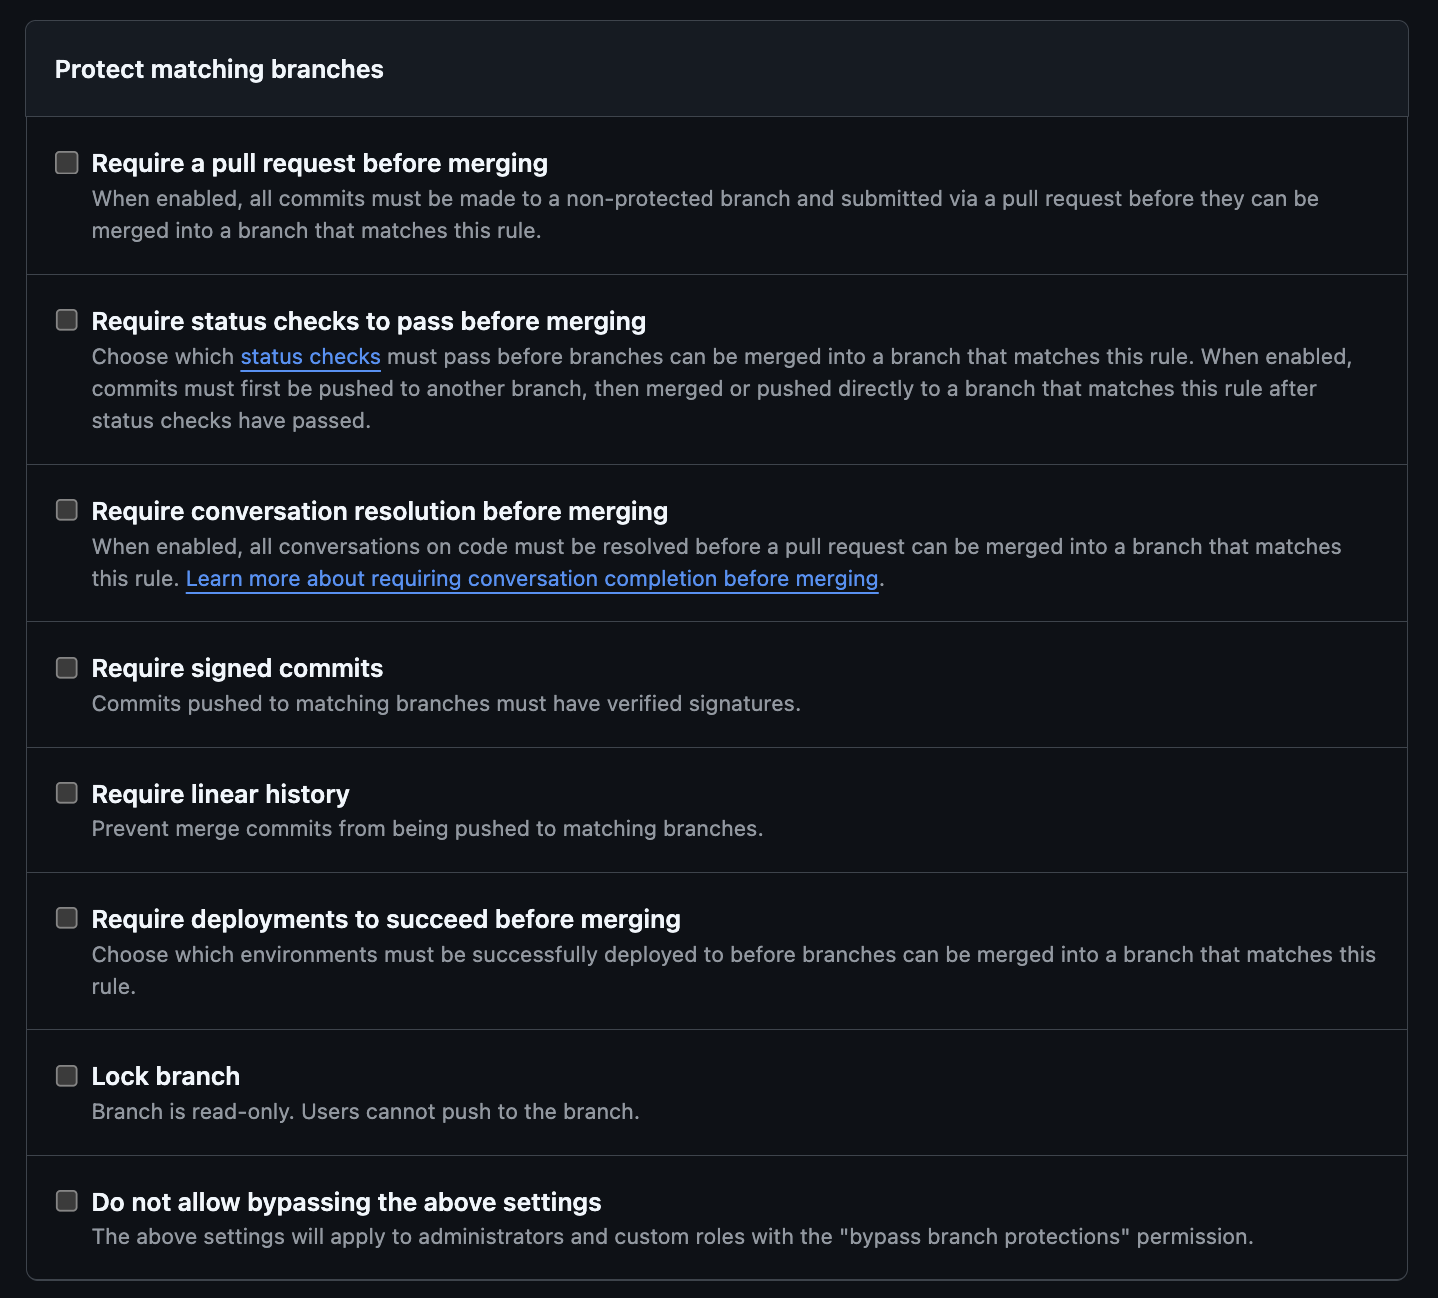 Protect matching branches
Require a pull request before merging
When enabled, all commits must be made to a non-protected branch and submitted via a pull request before they can be
merged into a branch that matches this rule.
Require status checks to pass before merging
Choose which status checks must pass before branches can be merged into a branch that matches this rule. When enabled,
commits must first be pushed to another branch, then merged or pushed directly to a branch that matches this rule after
status checks have passed.
Require conversation resolution before merging
When enabled, all conversations on code must be resolved before a pull request can be merged into a branch that matches
this rule. Learn more about requiring conversation completion before merging.
Require signed commits
Commits pushed to matching branches must have verified signatures.
Require linear history
Prevent merge commits from being pushed to matching branches.
Require deployments to succeed before merging
Choose which environments must be successfully deployed to before branches can be merged into a branch that matches this
rule.
Lock branch
Branch is read-only. Users cannot push to the branch.
Do not allow bypassing the above settings
The above settings will apply to administrators and custom roles with the "bypass branch protections" permission.